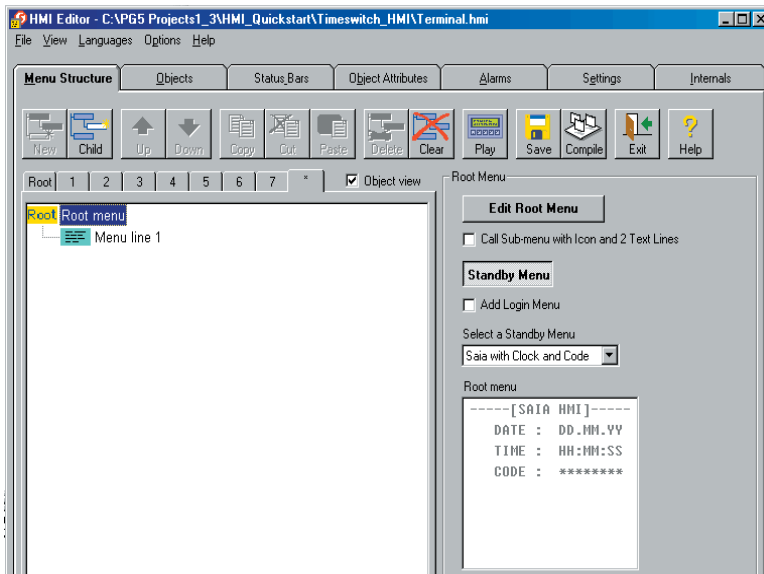 HMI Editor - C:\PG5 Projects1_3\HMI_Quickstart\Timeswitch_HMI\Terminal.hmi
File View Languages Options Help
Menu Structure Objects Status_Bars Object Attributes Alarms Settings Internals
New Child Up Down Copy Cut Paste Delete Clear Play Save Compile Exit Help
Root 1 2 3 4 5 6 7 * Object view
Root Root menu
Menu line 1
Root Menu
Edit Root Menu
Call Sub-menu with Icon and 2 Text Lines
Standby Menu
Add Login Menu
Select a Standby Menu
Saia with Clock and Code
Root menu
-----[SAIA HMI]-----
DATE : DD.MM.YY
TIME : HH:MM:SS
CODE : ********